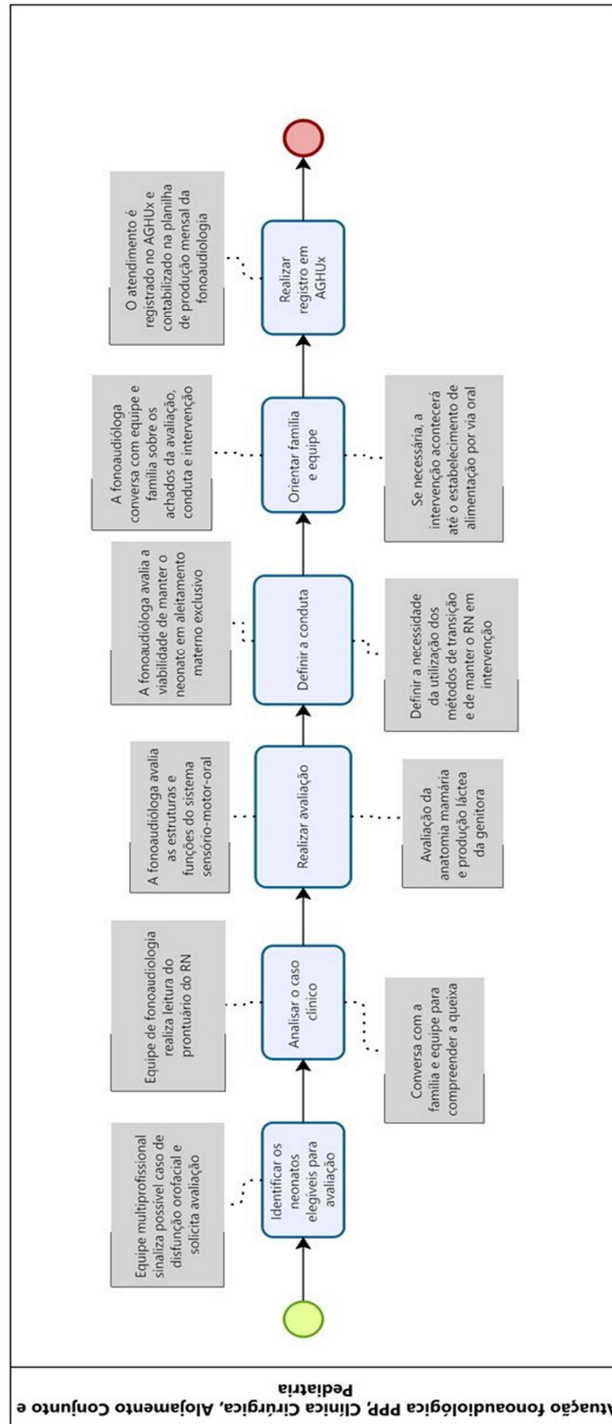 tuação fonoaudiológica PPP, Clínica Cirúrgica, Alojamento Conjunto e
Pediatria
Equipe multiprofissional
sinaliza possível caso de
disfunção orofacial e
solicita avaliação
Identificar os
neonatos
elegíveis para
avaliação
Equipe de fonoaudiologia
realiza leitura do
prontuário do RN
Analisar o caso
clínico
Conversa com a
família e equipe para
compreender a queixa
A fonoaudióloga avalia
as estruturas e
funções do sistema
sensório-motor-oral
Realizar avaliação
Avaliação da
anatomia mamária
e produção láctea
da genitora
A fonoaudióloga avalia a
viabilidade de manter o
neonato em aleitamento
materno exclusivo
Definir a conduta
Definir a necessidade
da utilização dos
métodos de transição
e de manter o RN em
intervenção
A fonoaudióloga
conversa com equipe e
família sobre os
achados da avaliação,
conduta e intervenção
Orientar família
e equipe
Se necessária, a
intervenção acontecerá
até o estabelecimento de
alimentação por via oral
O atendimento é
registrado no AGHUx e
contabilizado na planilha
de produção mensal da
fonoaudiologia
Realizar
registro em
AGHUx